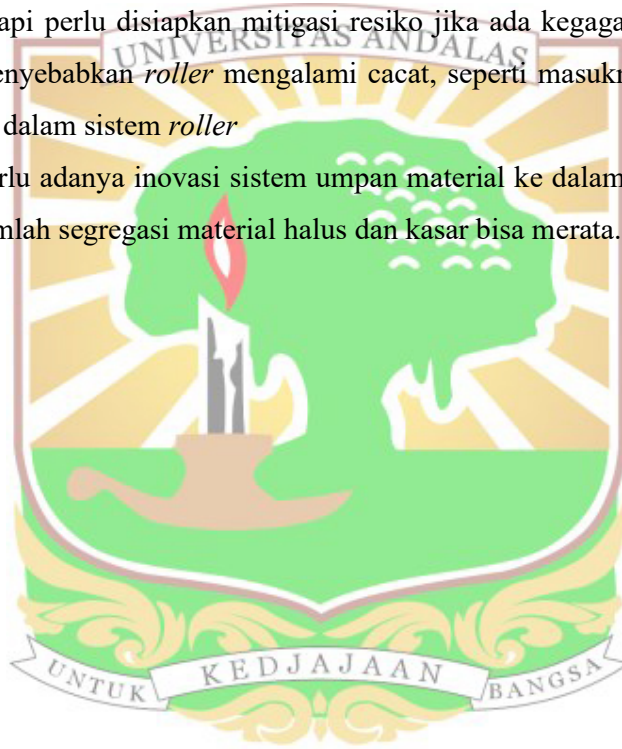 api perlu disiapkan mitigasi resiko jika ada kegaga
UNIVERSITAS ANDALAS
enyebabkan roller mengalami cacat, seperti masukn
dalam sistem roller
rlu adanya inovasi sistem umpan material ke dalam
mlah segregasi material halus dan kasar bisa merata.
UNTUK KEDJAJAAN BANGSA